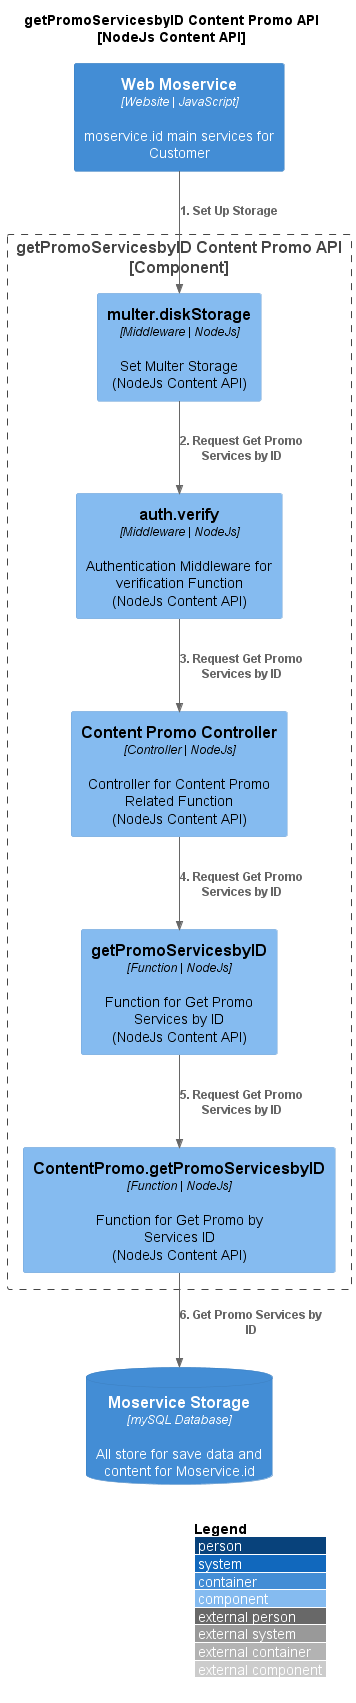 getPromoServicesbyID Content Promo API
[NodeJs Content API]
Web Moservice
[Website | JavaScript]
moservice.id main services for
Customer
1. Set Up Storage
getPromoServicesbyID Content Promo API
[Component]
multer.diskStorage
[Middleware | NodeJs]
Set Multer Storage
(NodeJs Content API)
2. Request Get Promo
Services by ID
auth.verify
[Middleware | NodeJs]
Authentication Middleware for
verification Function
(NodeJs Content API)
3. Request Get Promo
Services by ID
Content Promo Controller
[Controller | NodeJs]
Controller for Content Promo
Related Function
(NodeJs Content API)
4. Request Get Promo
Services by ID
getPromoServicesbyID
[Function | NodeJs]
Function for Get Promo
Services by ID
(NodeJs Content API)
5. Request Get Promo
Services by ID
ContentPromo.getPromoServicesbyID
[Function | NodeJs]
Function for Get Promo by
Services ID
(NodeJs Content API)
6. Get Promo Services by
ID
Moservice Storage
[mySQL Database]
All store for save data and
content for Moservice.id
Legend
person
system
container
component
external person
external system
external container
external component